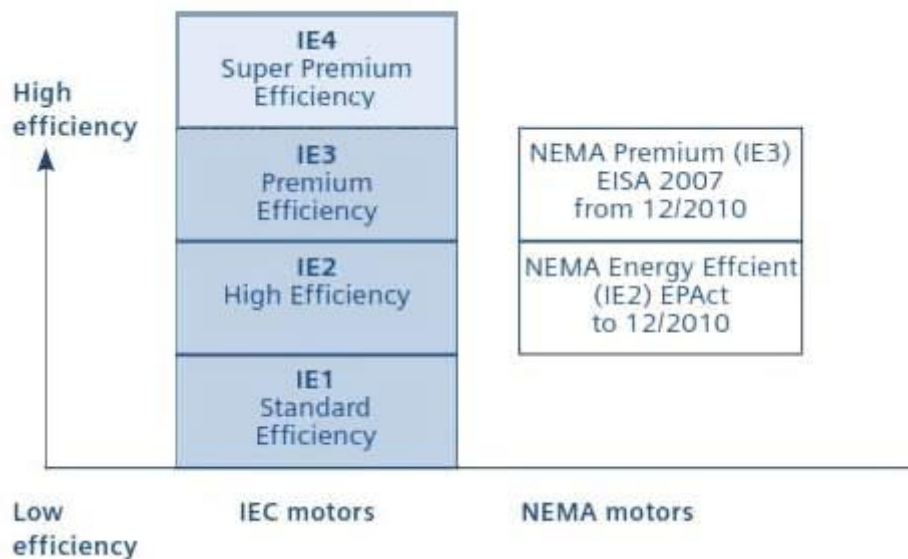 IE4
Super Premium
Efficiency
High
efficiency
IE3
Premium
Efficiency
NEMA Premium (IE3)
EISA 2007
from 12/2010
IE2
High Efficiency
NEMA Energy Effcient
(IE2) EPAct
to 12/2010
IE1
Standard
Efficiency
Low
efficiency
IEC motors
NEMA motors